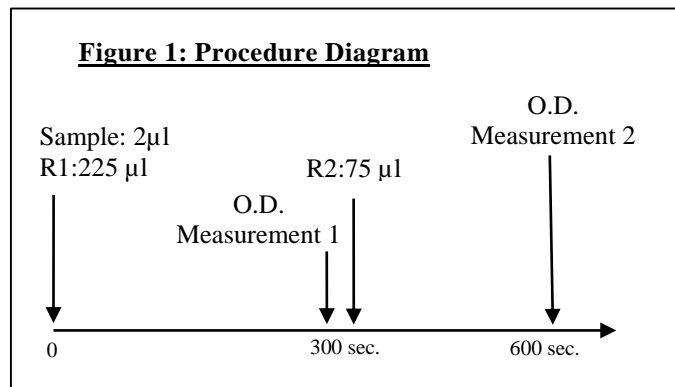 Figure 1: Procedure Diagram
O.D.
Measurement 2
Sample: 2µl
R1:225 µl
R2:75 µl
O.D.
Measurement 1
0
300 sec.
600 sec.